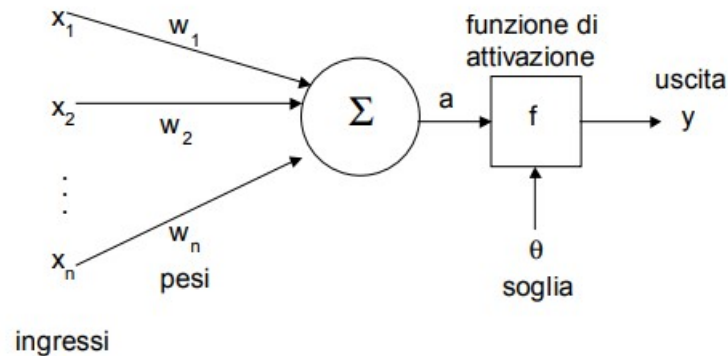 x1
w1
x2
w2
⋮
xn
wn
pesi
ingressi
Σ
a
funzione di
attivazione
f
θ
soglia
uscita
y